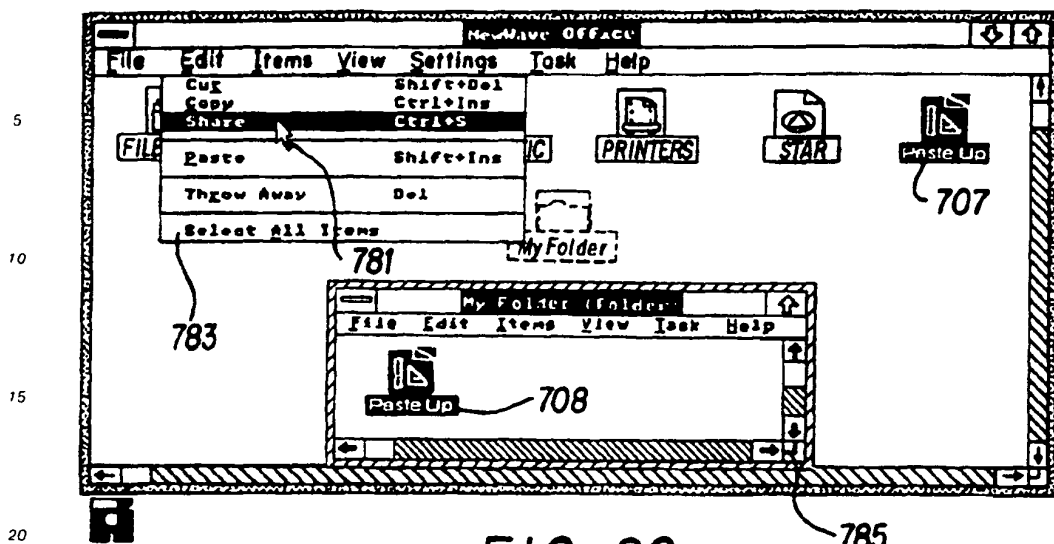 NewWave Office
File Edit Items View Settings Task Help
Cut Shift+Del
Copy Ctrl+Ins
Share Ctrl+S
5
FILE
IC
PRINTERS
STAR
Paste Up
Paste Shift+Ins
707
Throw Away Del
Select All Items
My Folder
10
781
783
My Folder (Folder)
File Edit Items View Task Help
15
Paste Up
708
20
785